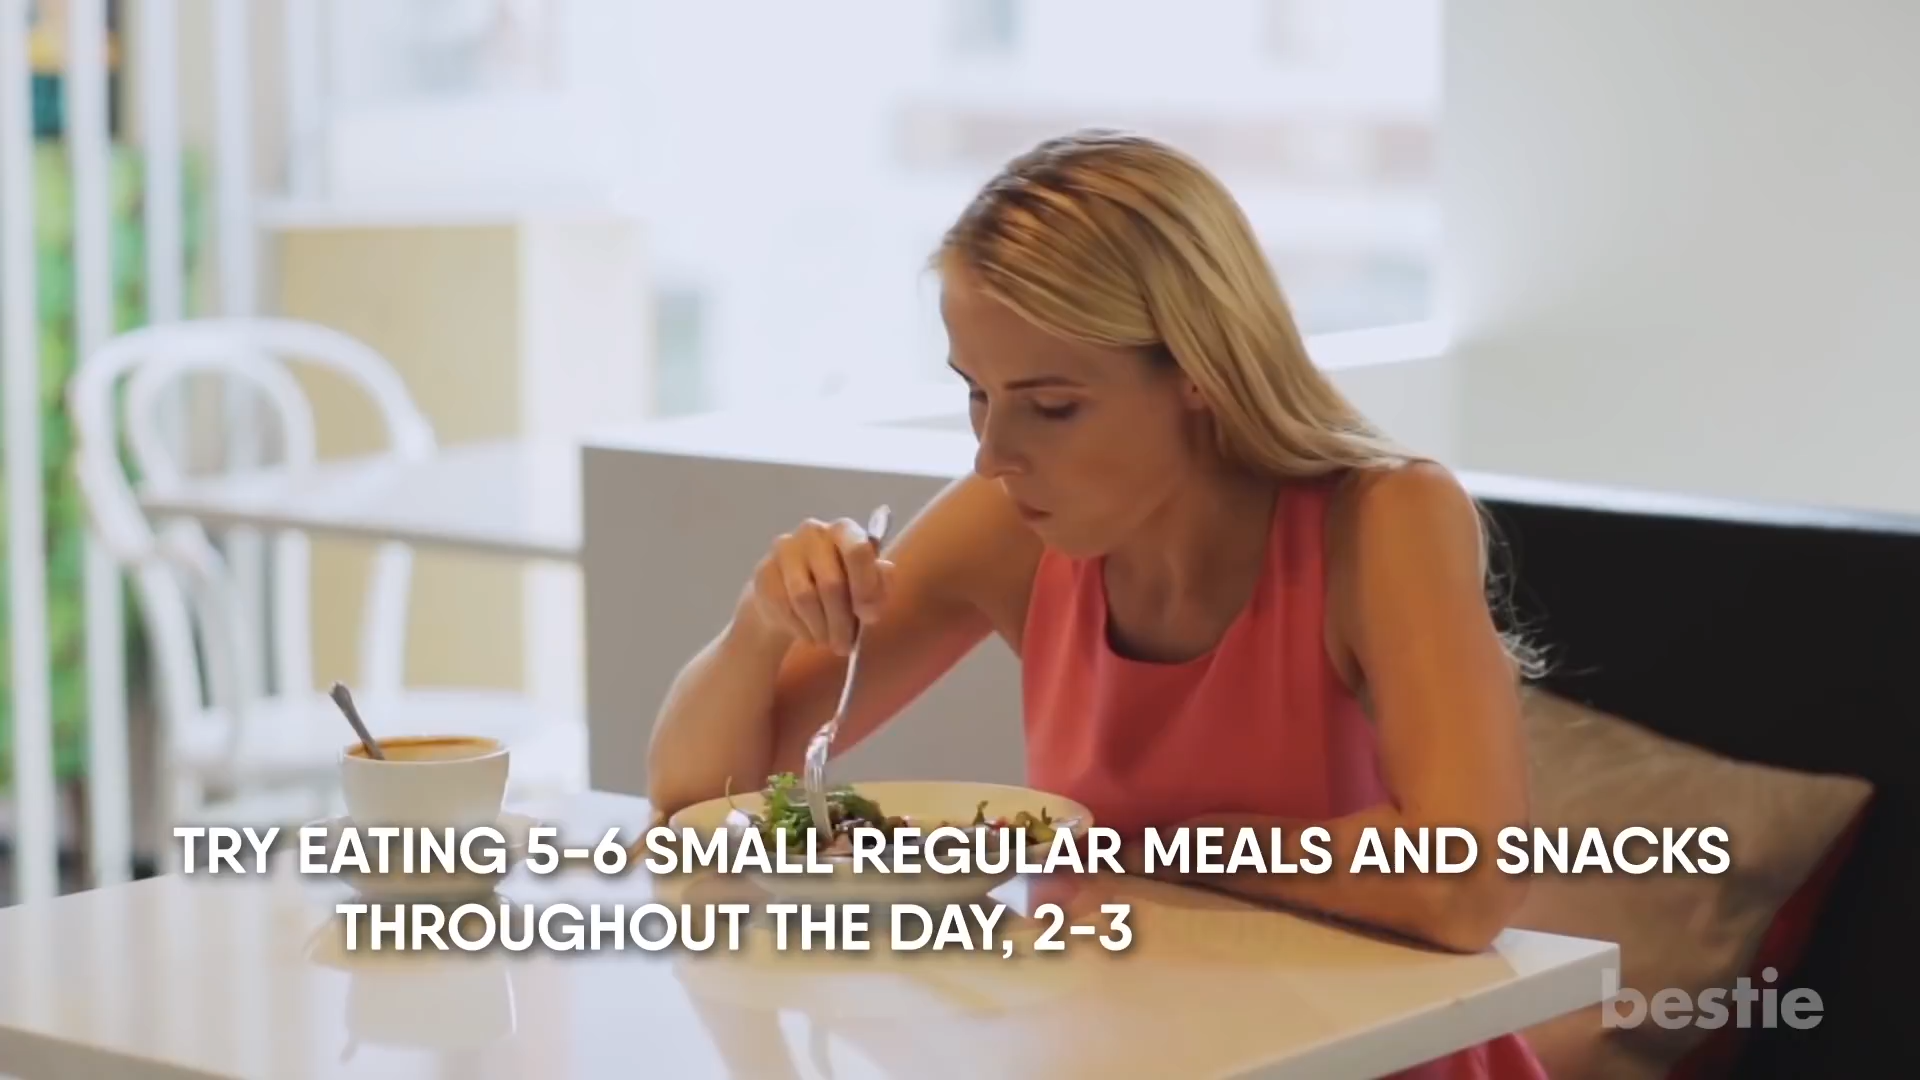 TRY EATING 5-6 SMALL REGULAR MEALS AND SNACKS
THROUGHOUT THE DAY, 2-3
bestie